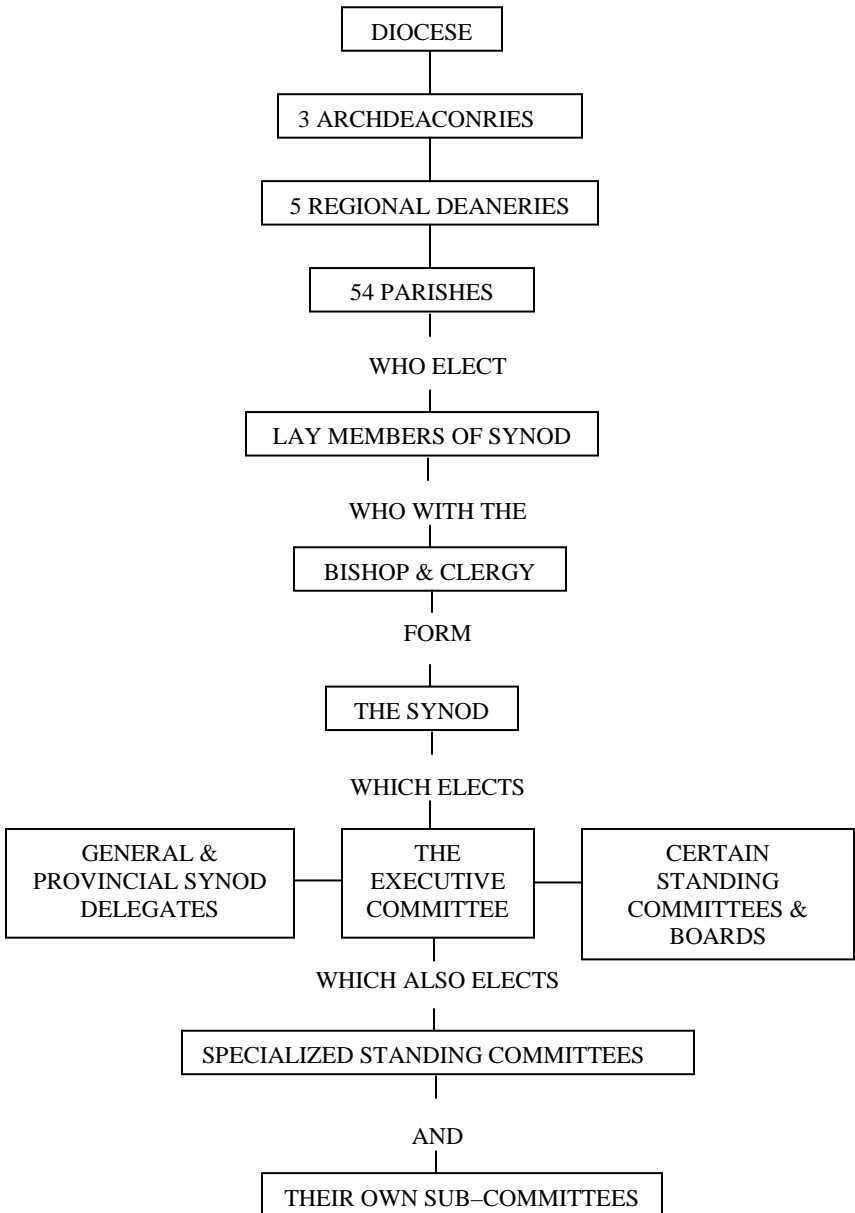 DIOCESE
3 ARCHDEACONRIES
5 REGIONAL DEANERIES
54 PARISHES
WHO ELECT
LAY MEMBERS OF SYNOD
WHO WITH THE
BISHOP & CLERGY
FORM
THE SYNOD
WHICH ELECTS
GENERAL &
PROVINCIAL SYNOD
DELEGATES
THE
EXECUTIVE
COMMITTEE
CERTAIN
STANDING
COMMITTEES &
BOARDS
WHICH ALSO ELECTS
SPECIALIZED STANDING COMMITTEES
AND
THEIR OWN SUB–COMMITTEES